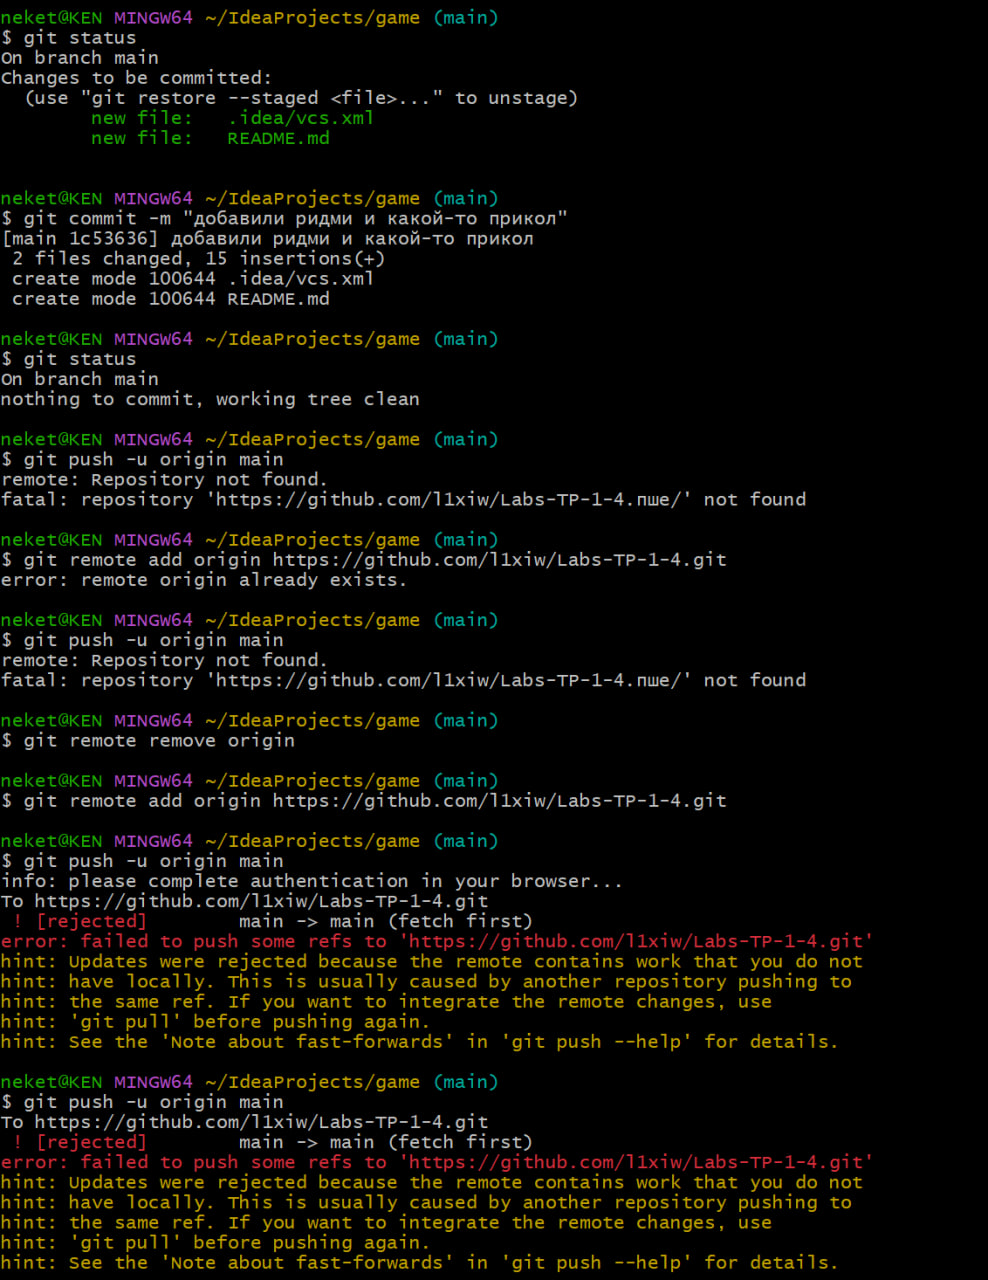 neket@KEN MINGW64 ~/IdeaProjects/game (main)
$ git status
On branch main
Changes to be committed:
  (use "git restore --staged <file>..." to unstage)
        new file:   .idea/vcs.xml
        new file:   README.md
neket@KEN MINGW64 ~/IdeaProjects/game (main)
$ git commit -m "добавили ридми и какой-то прикол"
[main 1c53636] добавили ридми и какой-то прикол
 2 files changed, 15 insertions(+)
 create mode 100644 .idea/vcs.xml
 create mode 100644 README.md
neket@KEN MINGW64 ~/IdeaProjects/game (main)
$ git status
On branch main
nothing to commit, working tree clean
neket@KEN MINGW64 ~/IdeaProjects/game (main)
$ git push -u origin main
remote: Repository not found.
fatal: repository 'https://github.com/l1xiw/Labs-TP-1-4.пше/' not found
neket@KEN MINGW64 ~/IdeaProjects/game (main)
$ git remote add origin https://github.com/l1xiw/Labs-TP-1-4.git
error: remote origin already exists.
neket@KEN MINGW64 ~/IdeaProjects/game (main)
$ git push -u origin main
remote: Repository not found.
fatal: repository 'https://github.com/l1xiw/Labs-TP-1-4.пше/' not found
neket@KEN MINGW64 ~/IdeaProjects/game (main)
$ git remote remove origin
neket@KEN MINGW64 ~/IdeaProjects/game (main)
$ git remote add origin https://github.com/l1xiw/Labs-TP-1-4.git
neket@KEN MINGW64 ~/IdeaProjects/game (main)
$ git push -u origin main
info: please complete authentication in your browser...
To https://github.com/l1xiw/Labs-TP-1-4.git
 ! [rejected]        main -> main (fetch first)
error: failed to push some refs to 'https://github.com/l1xiw/Labs-TP-1-4.git'
hint: Updates were rejected because the remote contains work that you do not
hint: have locally. This is usually caused by another repository pushing to
hint: the same ref. If you want to integrate the remote changes, use
hint: 'git pull' before pushing again.
hint: See the 'Note about fast-forwards' in 'git push --help' for details.
neket@KEN MINGW64 ~/IdeaProjects/game (main)
$ git push -u origin main
To https://github.com/l1xiw/Labs-TP-1-4.git
 ! [rejected]        main -> main (fetch first)
error: failed to push some refs to 'https://github.com/l1xiw/Labs-TP-1-4.git'
hint: Updates were rejected because the remote contains work that you do not
hint: have locally. This is usually caused by another repository pushing to
hint: the same ref. If you want to integrate the remote changes, use
hint: 'git pull' before pushing again.
hint: See the 'Note about fast-forwards' in 'git push --help' for details.